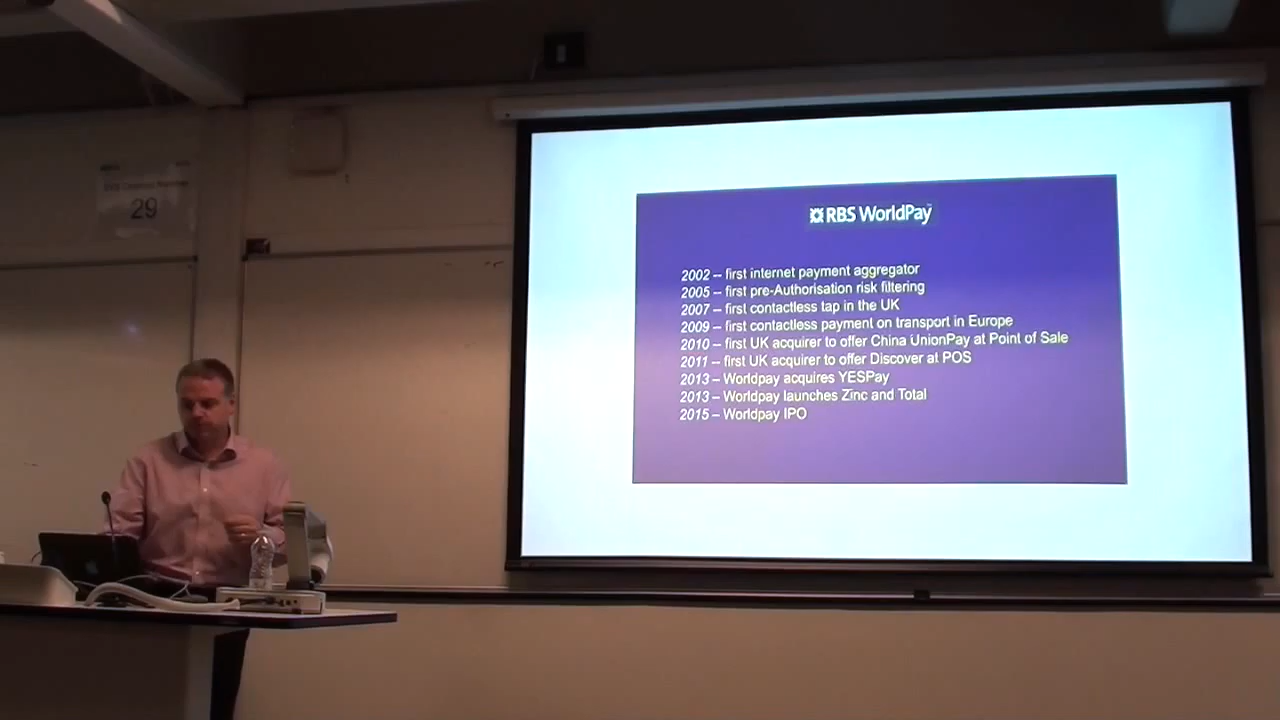 29
RBS WorldPay
2002 – first internet payment aggregator
2005 – first pre-Authorisation risk filtering
2007 – first contactless tap in the UK
2009 – first contactless payment on transport in Europe
2010 – first UK acquirer to offer China UnionPay at Point of Sale
2011 – first UK acquirer to offer Discover at POS
2013 – Worldpay acquires YESPay
2013 – Worldpay launches Zinc and Total
2015 – Worldpay IPO